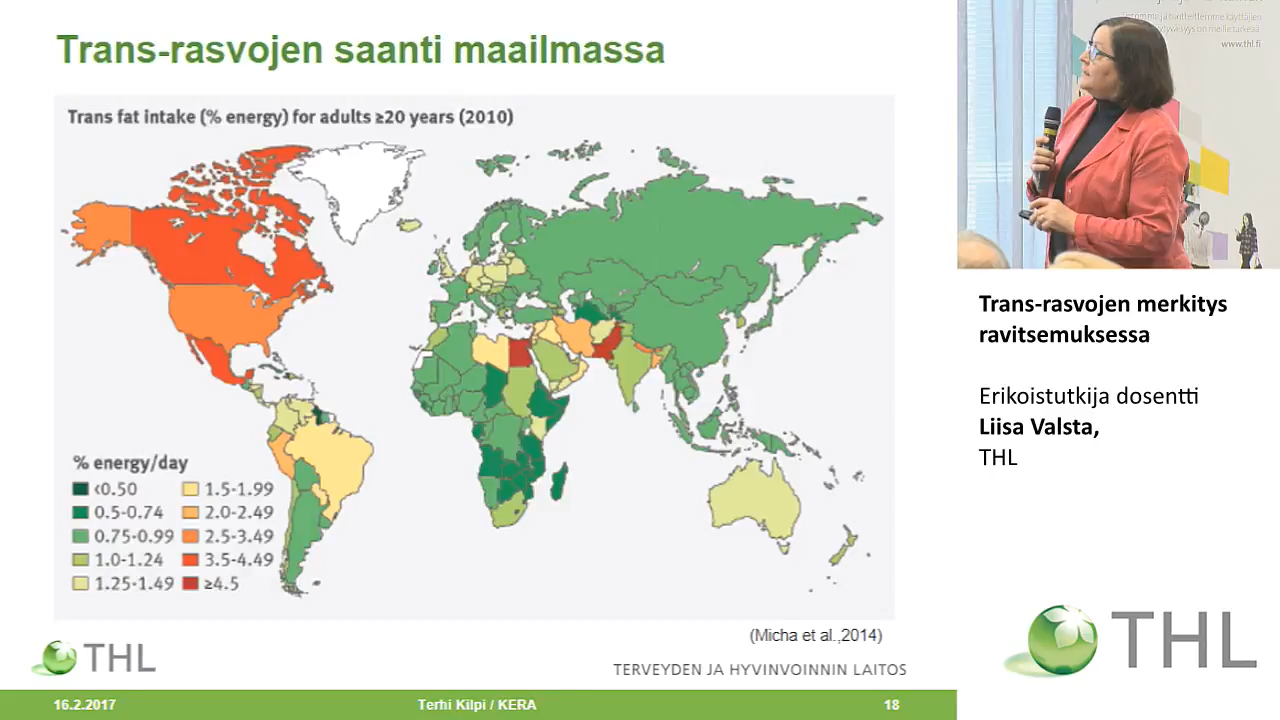 Trans-rasvojen saanti maailmassa
Trans fat intake (% energy) for adults ≥20 years (2010)
% energy/day
<0.50
0.5-0.74
0.75-0.99
1.0-1.24
1.25-1.49
1.5-1.99
2.0-2.49
2.5-3.49
3.5-4.49
≥4.5
(Micha et al.,2014)
THL
TERVEYDEN JA HYVINVOINNIN LAITOS
16.2.2017
Terhi Kilpi / KERA
18
www.thl.fi
Trans-rasvojen merkitys
ravitsemuksessa
Erikoistutkija dosentti
Liisa Valsta,
THL
THL